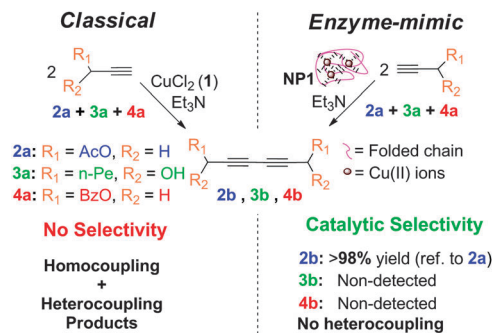 Classical
Enzyme-mimic
2
R1
R2
CuCl2 (1)
Et3N
2a + 3a + 4a
NP1
Et3N
2
R1
R2
2a + 3a + 4a
2a: R1 = AcO, R2 = H
3a: R1 = n-Pe, R2 = OH
4a: R1 = BzO, R2 = H
R1
R2
R1
R2
2b , 3b , 4b
= Folded chain
= Cu(II) ions
No Selectivity
Homocoupling
+
Heterocoupling
Products
Catalytic Selectivity
2b: >98% yield (ref. to 2a)
3b: Non-detected
4b: Non-detected
No heterocoupling